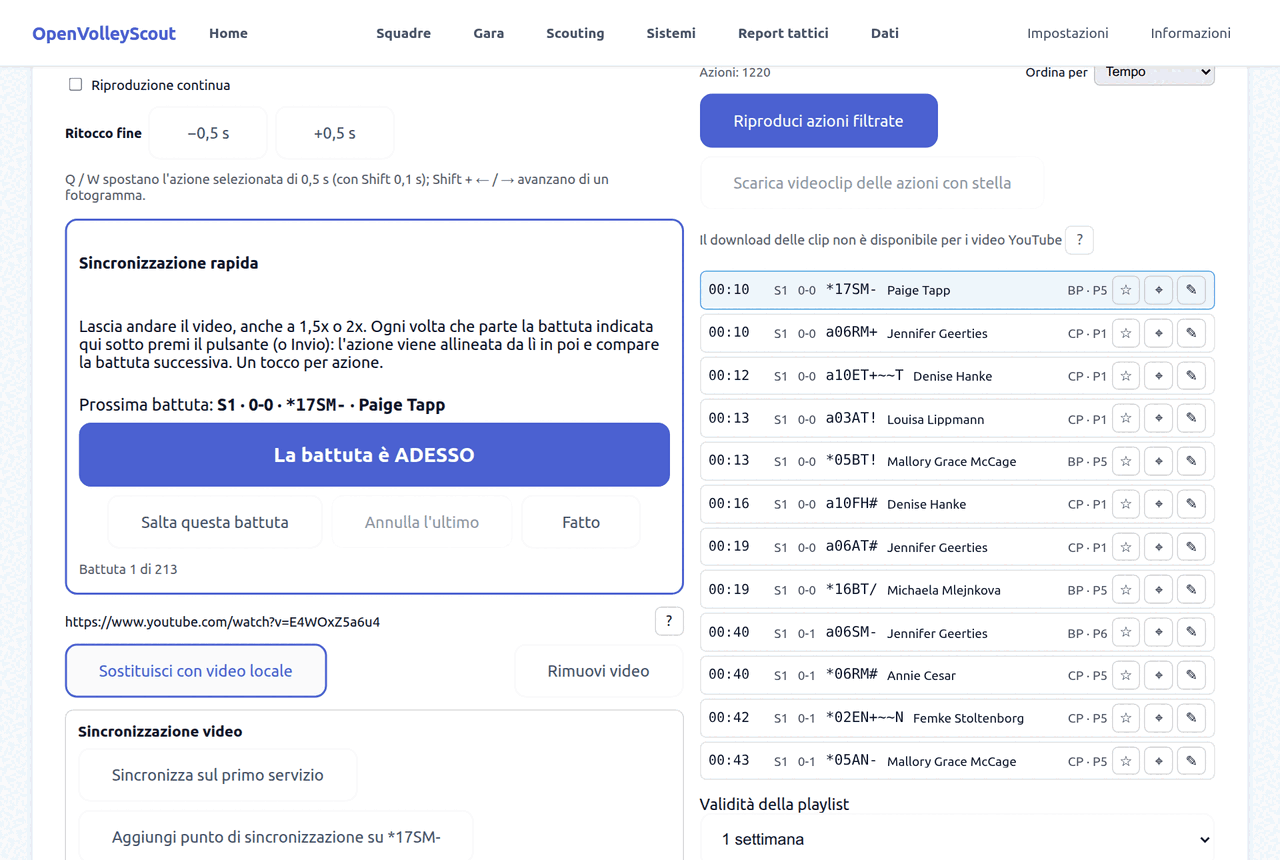 OpenVolleyScout Home Squadre Gara Scouting Sistemi Report tattici Dati Impostazioni Informazioni
Riproduzione continua
Ritocco fine −0,5 s +0,5 s
Q / W spostano l'azione selezionata di 0,5 s (con Shift 0,1 s); Shift + ← / → avanzano di un
fotogramma.
Sincronizzazione rapida
Lascia andare il video, anche a 1,5x o 2x. Ogni volta che parte la battuta indicata
qui sotto premi il pulsante (o Invio): l'azione viene allineata da lì in poi e compare
la battuta successiva. Un tocco per azione.
Prossima battuta: S1 · 0-0 · *17SM- · Paige Tapp
La battuta è ADESSO
Salta questa battuta Annulla l'ultimo Fatto
Battuta 1 di 213
https://www.youtube.com/watch?v=E4WOxZ5a6u4 ?
Sostituisci con video locale Rimuovi video
Sincronizzazione video
Sincronizza sul primo servizio
Aggiungi punto di sincronizzazione su *17SM-
Azioni: 1220 Ordina per Tempo
Riproduci azioni filtrate
Scarica videoclip delle azioni con stella
Il download delle clip non è disponibile per i video YouTube ?
00:10 S1 0-0 *17SM- Paige Tapp BP · P5 ☆ ⌖ ✎
00:10 S1 0-0 a06RM+ Jennifer Geerties CP · P1 ☆ ⌖ ✎
00:12 S1 0-0 a10ET+~~T Denise Hanke CP · P1 ☆ ⌖ ✎
00:13 S1 0-0 a03AT! Louisa Lippmann CP · P1 ☆ ⌖ ✎
00:13 S1 0-0 *05BT! Mallory Grace McCage BP · P5 ☆ ⌖ ✎
00:16 S1 0-0 a10FH# Denise Hanke CP · P1 ☆ ⌖ ✎
00:19 S1 0-0 a06AT# Jennifer Geerties CP · P1 ☆ ⌖ ✎
00:19 S1 0-0 *16BT/ Michaela Mlejnkova BP · P5 ☆ ⌖ ✎
00:40 S1 0-1 a06SM- Jennifer Geerties BP · P6 ☆ ⌖ ✎
00:40 S1 0-1 *06RM# Annie Cesar CP · P5 ☆ ⌖ ✎
00:42 S1 0-1 *02EN+~~N Femke Stoltenborg CP · P5 ☆ ⌖ ✎
00:43 S1 0-1 *05AN- Mallory Grace McCage CP · P5 ☆ ⌖ ✎
Validità della playlist
1 settimana